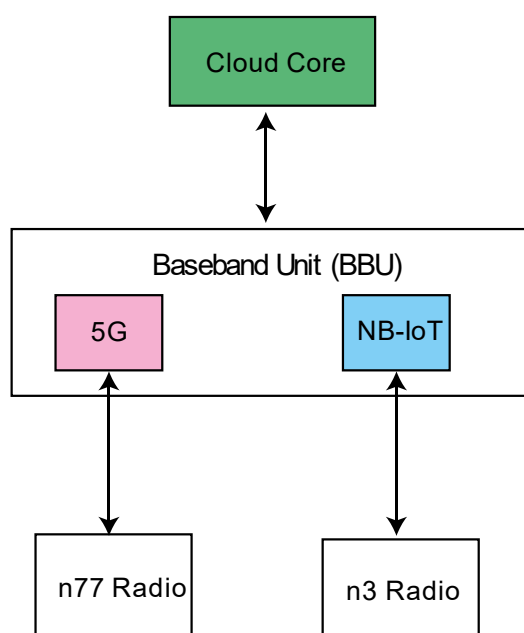 Cloud Core
Baseband Unit (BBU)
5G
NB-IoT
n77 Radio
n3 Radio